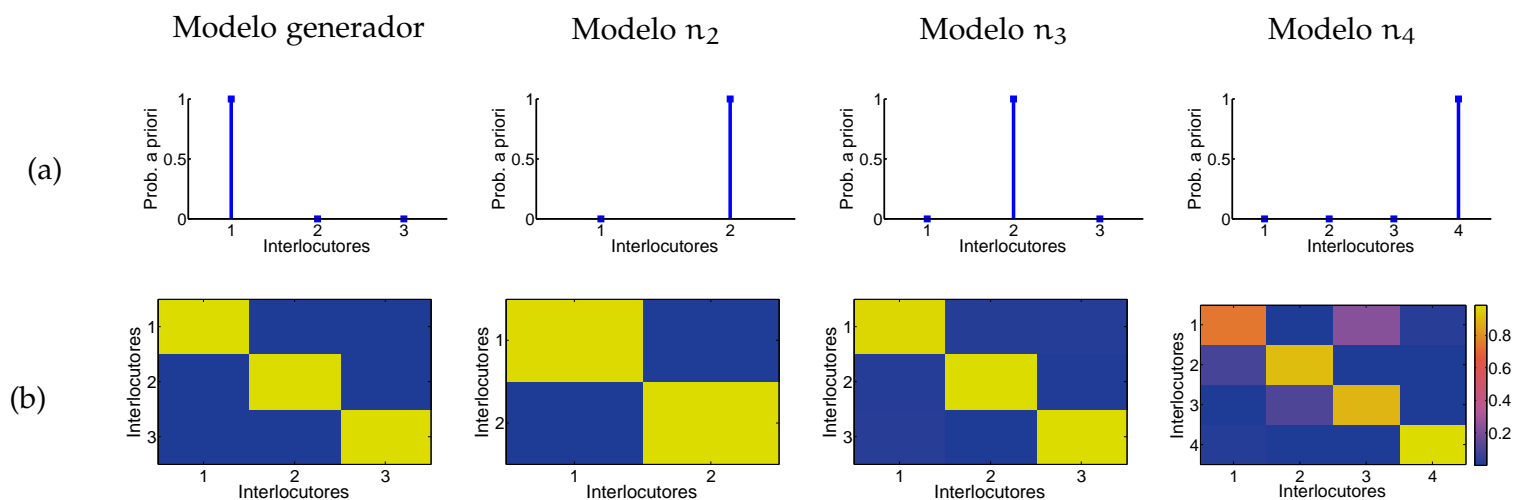 Modelo generador
Modelo n2
Modelo n3
Modelo n4
(a)
Prob. a priori
1
0.5
0
1 2 3
Interlocutores
Prob. a priori
1
0.5
0
1 2
Interlocutores
Prob. a priori
1
0.5
0
1 2 3
Interlocutores
Prob. a priori
1
0.5
0
1 2 3 4
Interlocutores
(b)
Interlocutores
1
2
3
1 2 3
Interlocutores
Interlocutores
1
2
1 2
Interlocutores
Interlocutores
1
2
3
1 2 3
Interlocutores
Interlocutores
1
2
3
4
1 2 3 4
Interlocutores
0.8
0.6
0.4
0.2